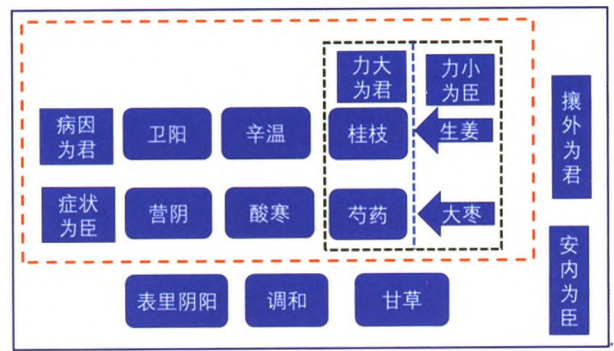 力大
为君
力小
为臣
病因
为君
卫阳
辛温
桂枝
生姜
症状
为臣
营阴
酸寒
芍药
大枣
表里阴阳
调和
甘草
攘外为君
安内为臣